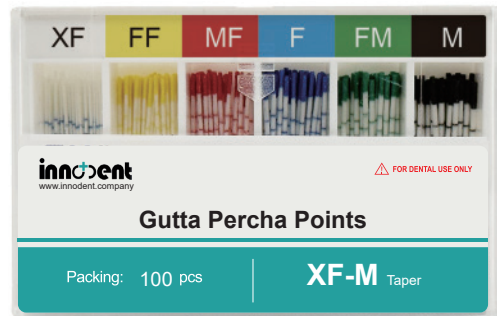 XF FF MF F FM M
innodent
www.innodent.company
FOR DENTAL USE ONLY
Gutta Percha Points
Packing: 100 pcs
XF-M Taper